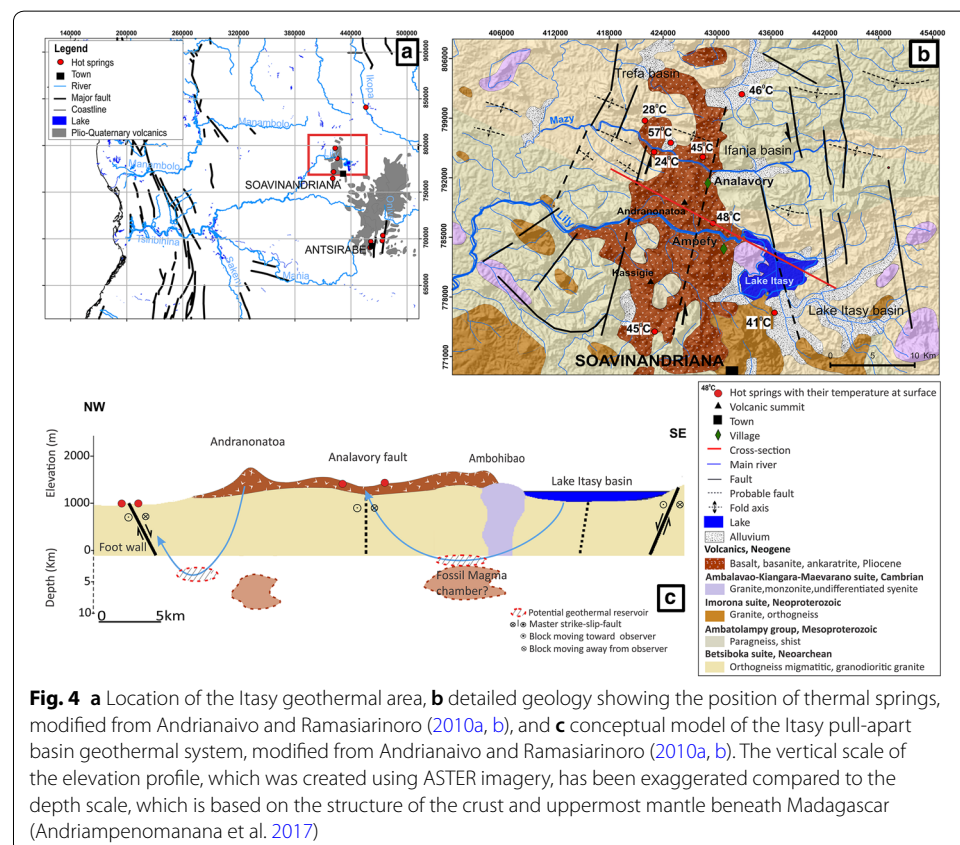 140000 220000 300000 380000 440000 500000
a
Legend
Hot springs
Town
River
Major fault
Coastline
Lake
Plio-Quaternary volcanics
Ikopa
Manambolo
Manambolo
Lily
SOAVINANDRIANA
Tsiribihina
Sakeny
Mania
ANTSIRABE
900000
850000
800000
750000
700000
650000
406000 412000 418000 424000 430000 436000 442000 448000 454000
b
806000
799000
792000
785000
778000
771000
Trefa basin
46°C
28°C
Mazy
57°C
45°C
Ifanja basin
24°C
Analavory
Andranonatoa
48°C
Lily
Ampefy
Kassigie
Lake Itasy
Lake Itasy basin
41°C
45°C
SOAVINANDRIANA
0 5 10 Km
48°C Hot springs with their temperature at surface
Volcanic summit
Town
Village
Cross-section
Main river
Fault
Probable fault
Fold axis
Lake
Alluvium
Volcanics, Neogene
Basalt, basanite, ankaratrite, Pliocene
Ambalavao-Kiangara-Maevarano suite, Cambrian
Granite,monzonite,undifferentiated syenite
Imorona suite, Neoproterozoic
Granite, orthogneiss
Ambatolampy group, Mesoproterozoic
Paragneiss, shist
Betsiboka suite, Neoarchean
Orthogneiss migmatitic, granodioritic granite
NW
SE
Elevation (m)
2000
1000
0
Depth (Km)
5
10
Andranonatoa
Analavory fault
Ambohibao
Lake Itasy basin
Foot wall
Fossil Magma
chamber?
c
0 5km
Potential geothermal reservoir
Master strike-slip-fault
Block moving toward observer
Block moving away from observer
Fig. 4 a Location of the Itasy geothermal area, b detailed geology showing the position of thermal springs,
modified from Andrianaivo and Ramasiarinoro (2010a, b), and c conceptual model of the Itasy pull-apart
basin geothermal system, modified from Andrianaivo and Ramasiarinoro (2010a, b). The vertical scale of
the elevation profile, which was created using ASTER imagery, has been exaggerated compared to the
depth scale, which is based on the structure of the crust and uppermost mantle beneath Madagascar
(Andriampenomanana et al. 2017)